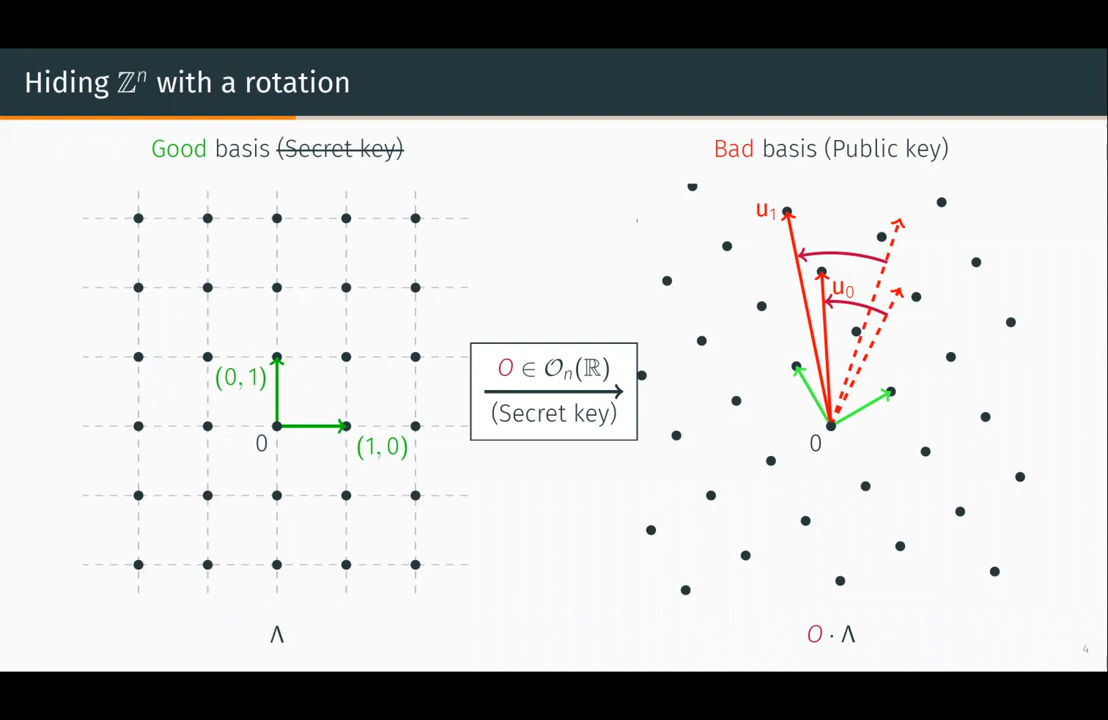 Hiding ℤⁿ with a rotation
Good basis (Secret key)
Bad basis (Public key)
(0, 1)
0
(1, 0)
Λ
O ∈ 𝒪ₙ(ℝ)
(Secret key)
u₁
u₀
0
O · Λ
4